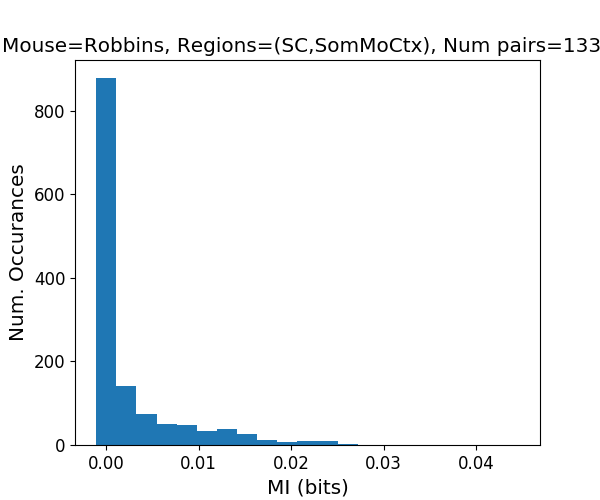 Mouse=Robbins, Regions=(SC,SomMoCtx), Num pairs=133
800
600
400
200
0
Num. Occurances
0.00 0.01 0.02 0.03 0.04
MI (bits)